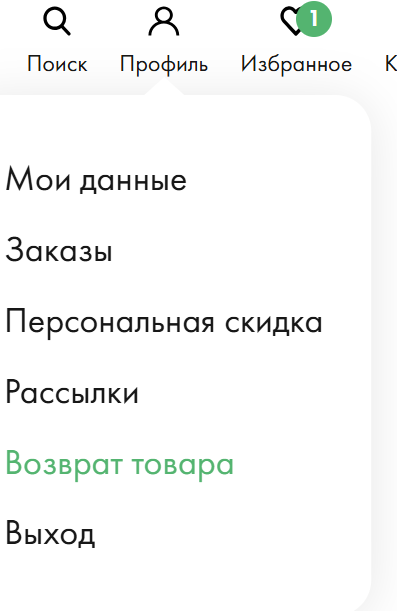 1
Поиск Профиль Избранное К
Мои данные
Заказы
Персональная скидка
Рассылки
Возврат товара
Выход